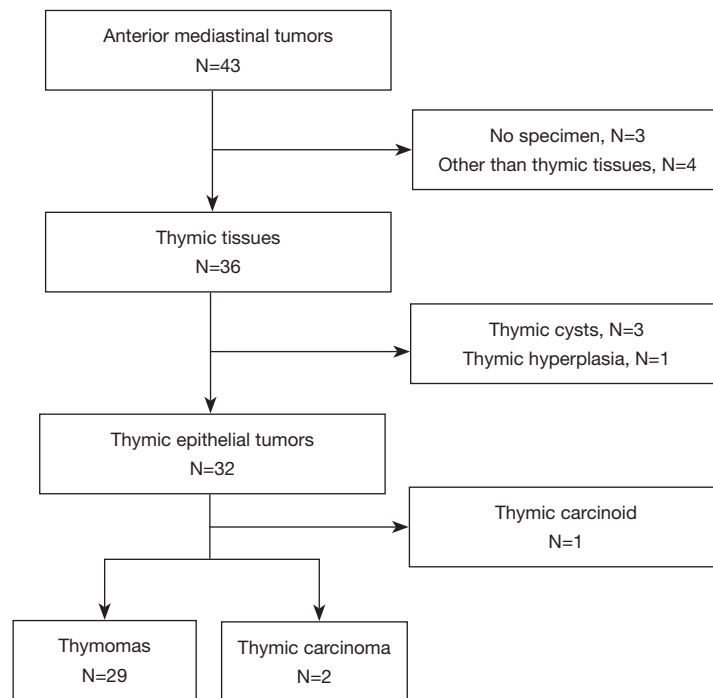 Anterior mediastinal tumors
N=43
No specimen, N=3
Other than thymic tissues, N=4
Thymic tissues
N=36
Thymic cysts, N=3
Thymic hyperplasia, N=1
Thymic epithelial tumors
N=32
Thymic carcinoid
N=1
Thymomas
N=29
Thymic carcinoma
N=2